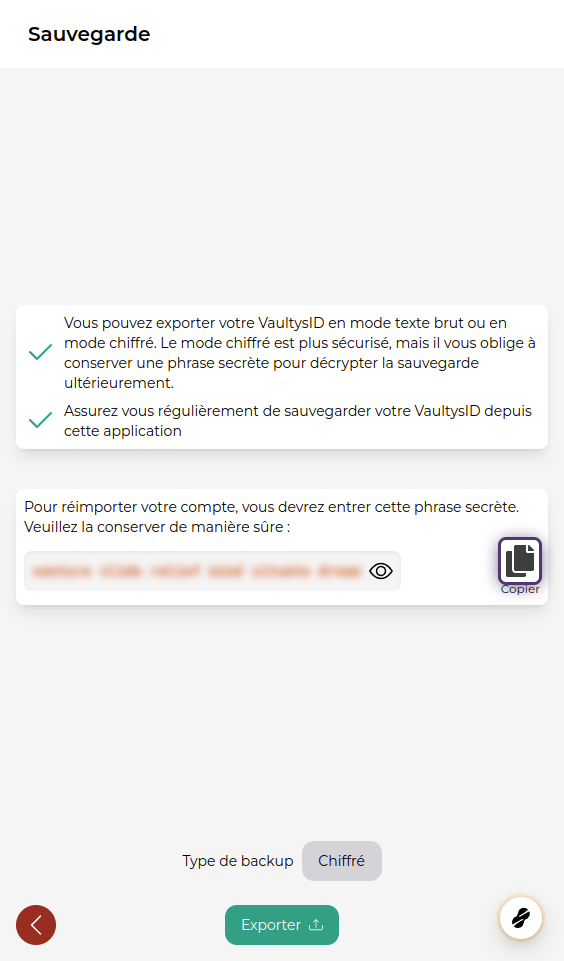 Sauvegarde
Vous pouvez exporter votre VaultysID en mode texte brut ou en
mode chiffré. Le mode chiffré est plus sécurisé, mais il vous oblige à
conserver une phrase secrète pour décrypter la sauvegarde
ultérieurement.
Assurez vous régulièrement de sauvegarder votre VaultysID depuis
cette application
Pour réimporter votre compte, vous devrez entrer cette phrase secrète.
Veuillez la conserver de manière sûre :
Copier
Type de backup
Chiffré
Exporter